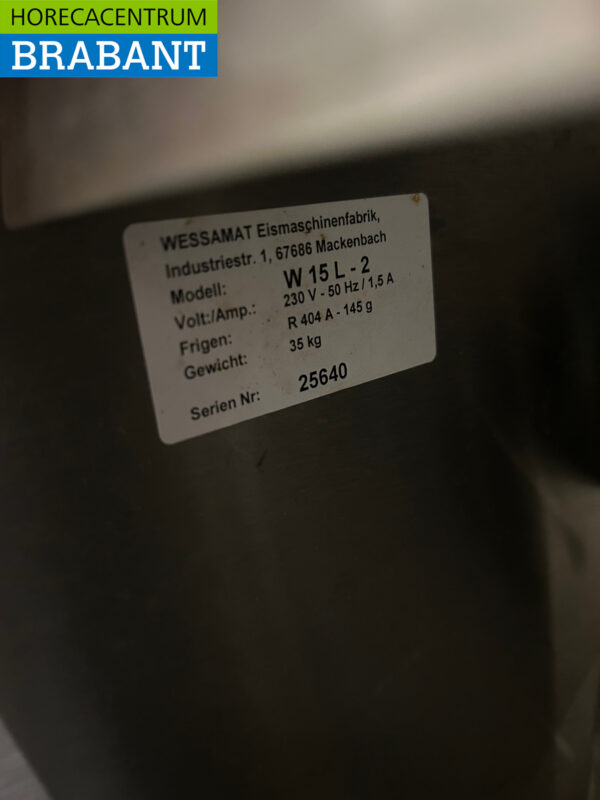 HORECACENTRUM
BRABANT
WESSAMAT Eismaschinenfabrik,
Industriestr. 1, 67686 Mackenbach
Modell: W 15 L - 2
Volt:/Amp.: 230 V - 50 Hz / 1,5 A
Frigen: R 404 A - 145 g
Gewicht: 35 kg
Serien Nr: 25640